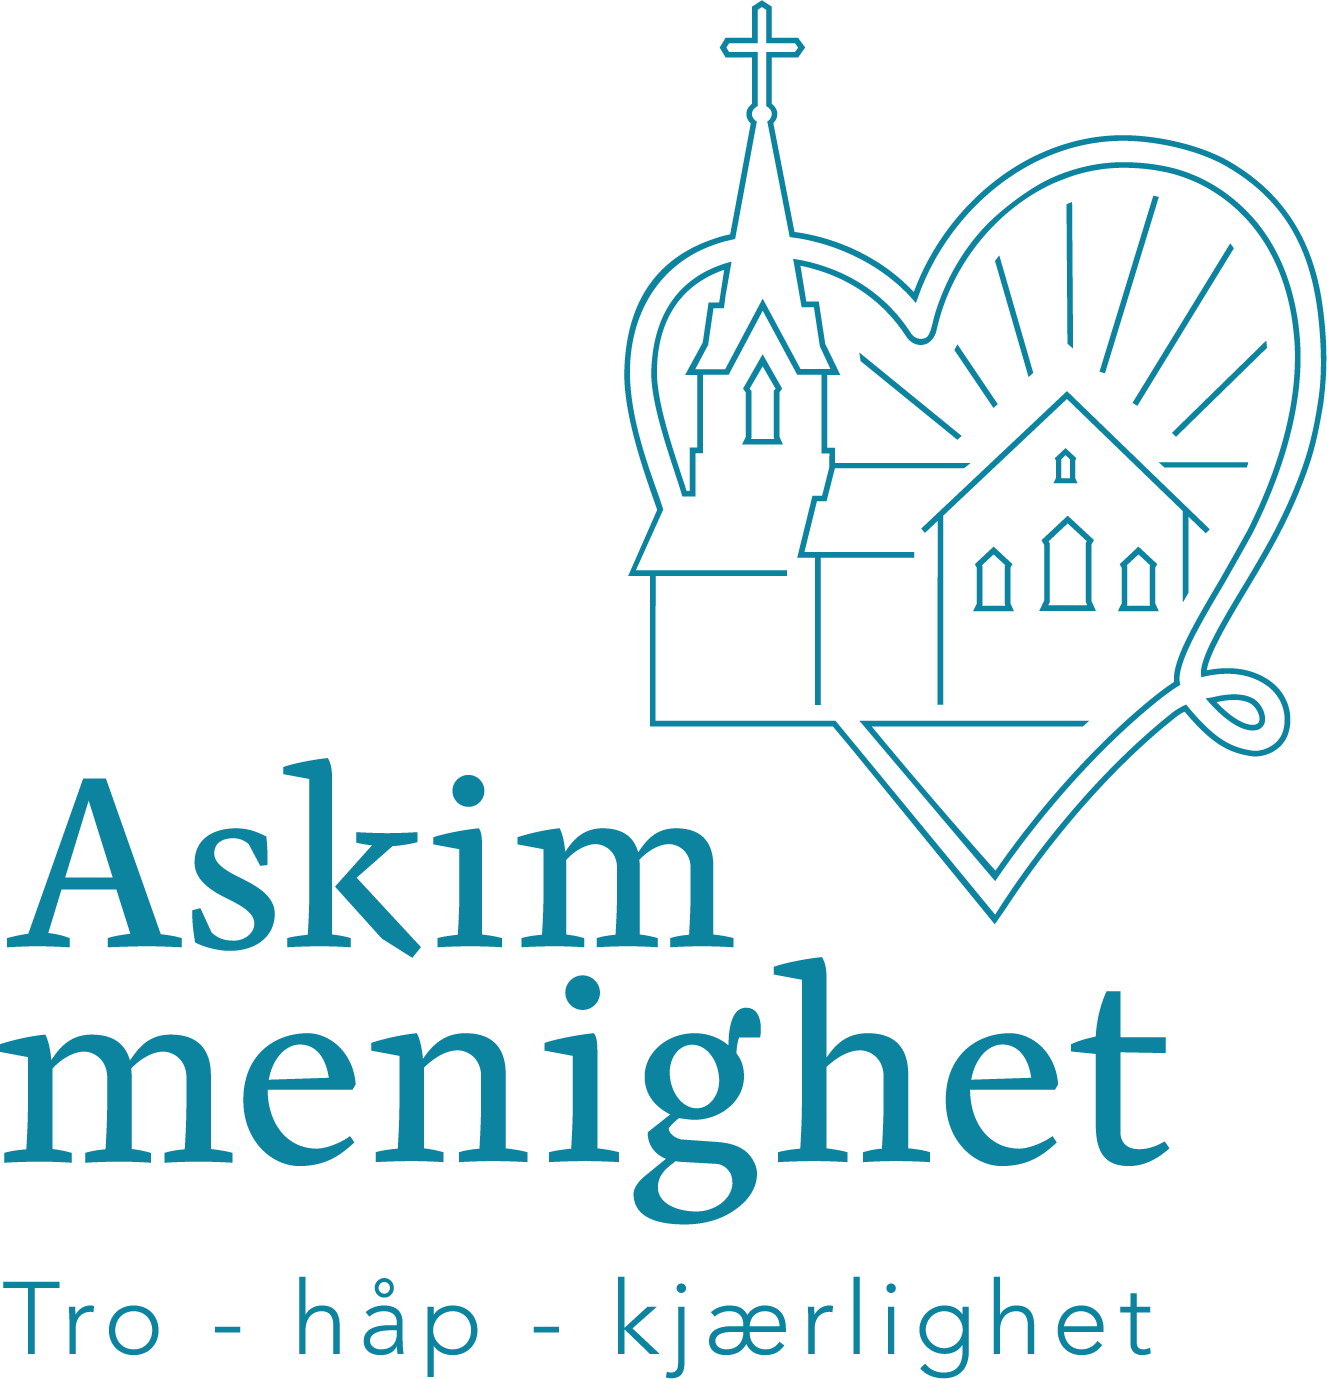 Askim
menighet
Tro - håp - kjærlighet